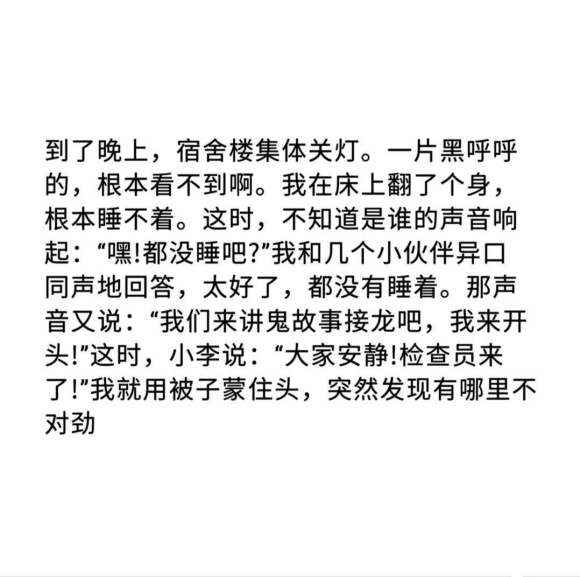 到了晚上，宿舍楼集体关灯。一片黑呼呼
的，根本看不到啊。我在床上翻了个身，
根本睡不着。这时，不知道是谁的声音响
起：“嘿!都没睡吧?”我和几个小伙伴异口
同声地回答，太好了，都没有睡着。那声
音又说：“我们来讲鬼故事接龙吧，我来开
头!”这时，小李说：“大家安静!检查员来
了!”我就用被子蒙住头，突然发现有哪里不
对劲